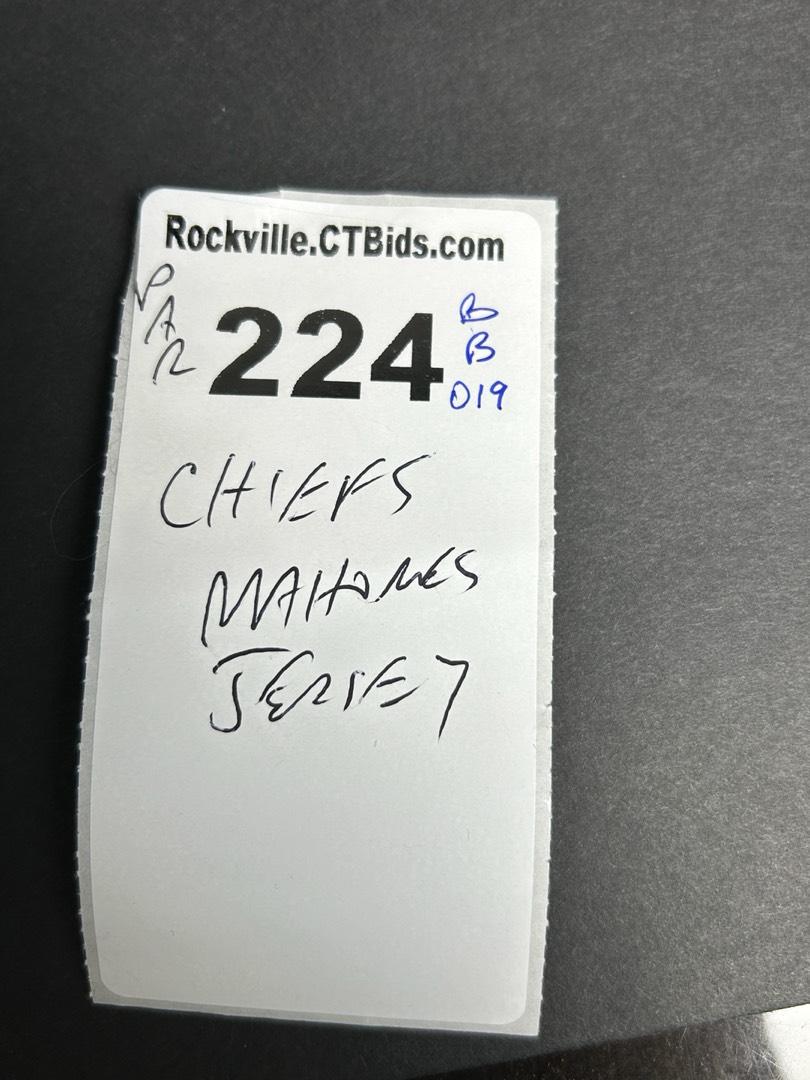 Rockville.CTBids.com
PAR
224
B
B
019
CHIEFS
MAHOMES
JERSEY